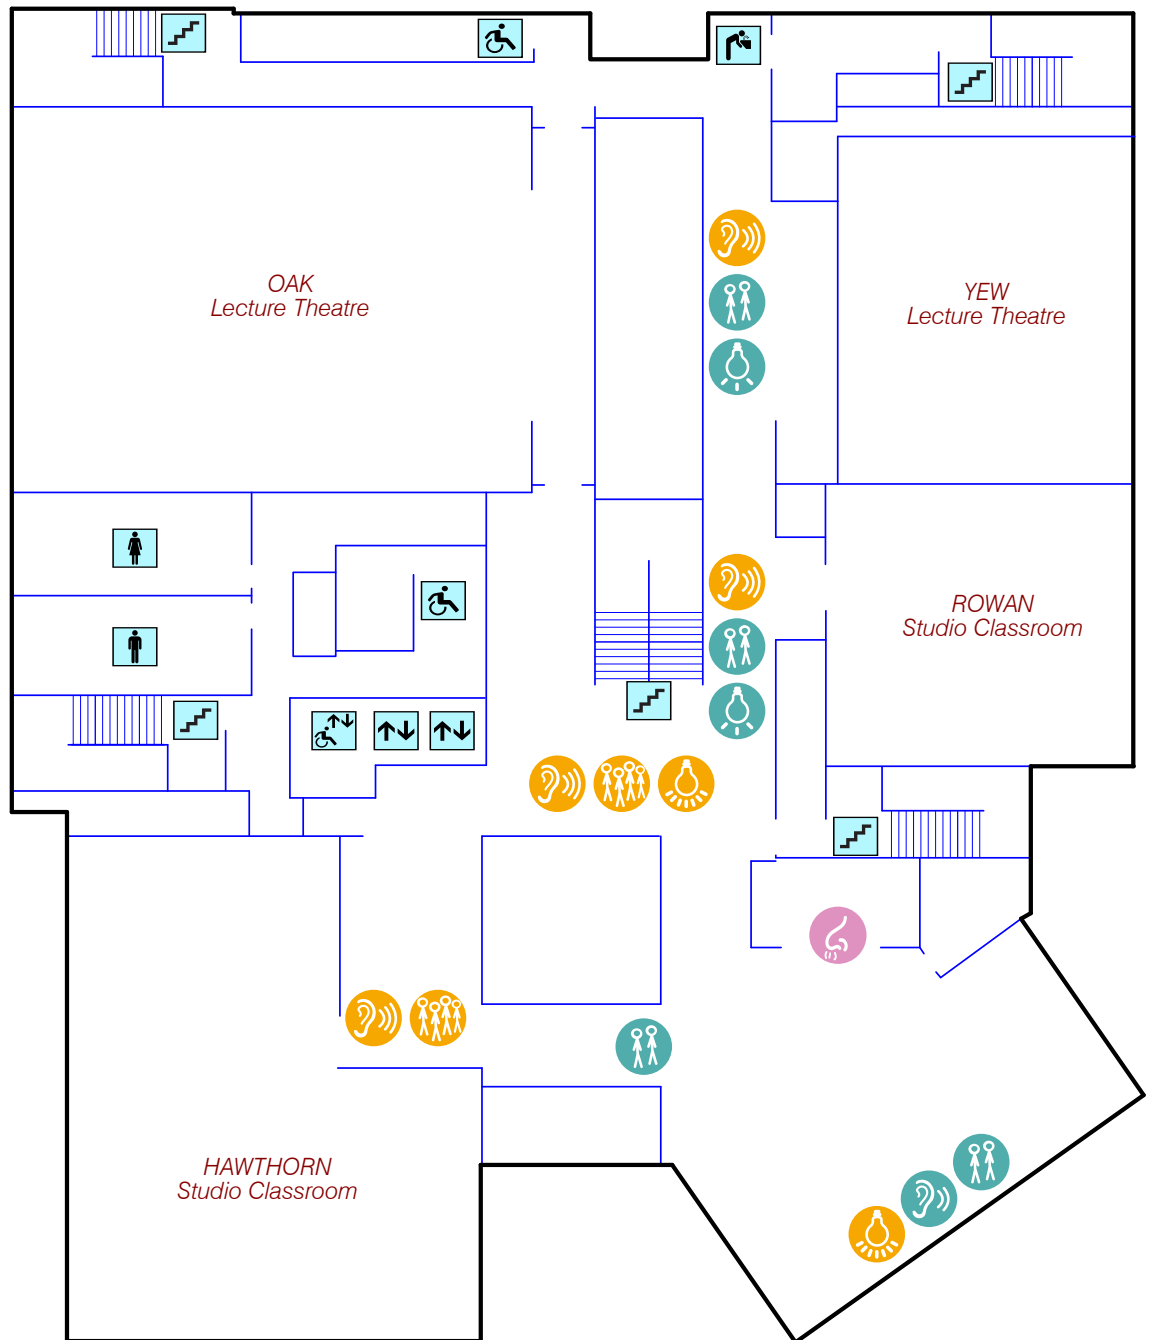 OAK
Lecture Theatre
YEW
Lecture Theatre
ROWAN
Studio Classroom
HAWTHORN
Studio Classroom